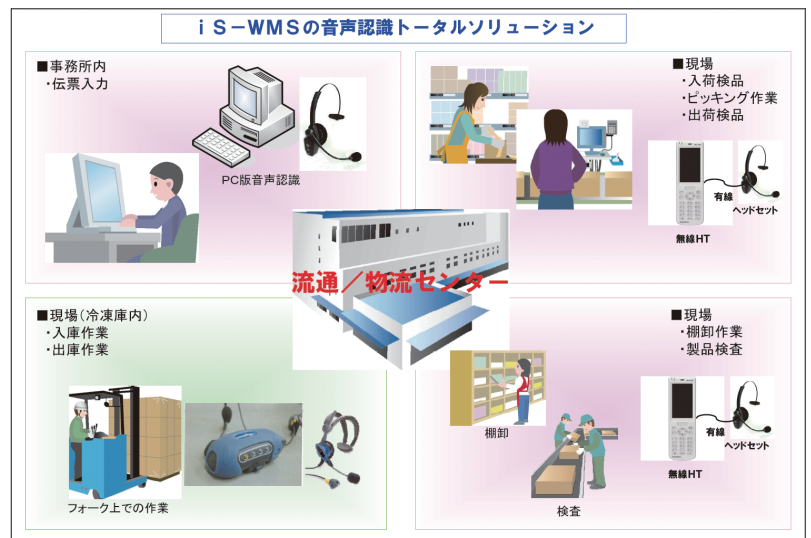 ｉＳ－ＷＭＳの音声認識トータルソリューション
■事務所内
・伝票入力
PC版音声認識
■現場
・入荷検品
・ピッキング作業
・出荷検品
有線
ヘッドセット
無線HT
流通／物流センター
■現場（冷凍庫内）
・入庫作業
・出庫作業
フォーク上での作業
■現場
・棚卸作業
・製品検査
棚卸
検査
有線
ヘッドセット
無線HT